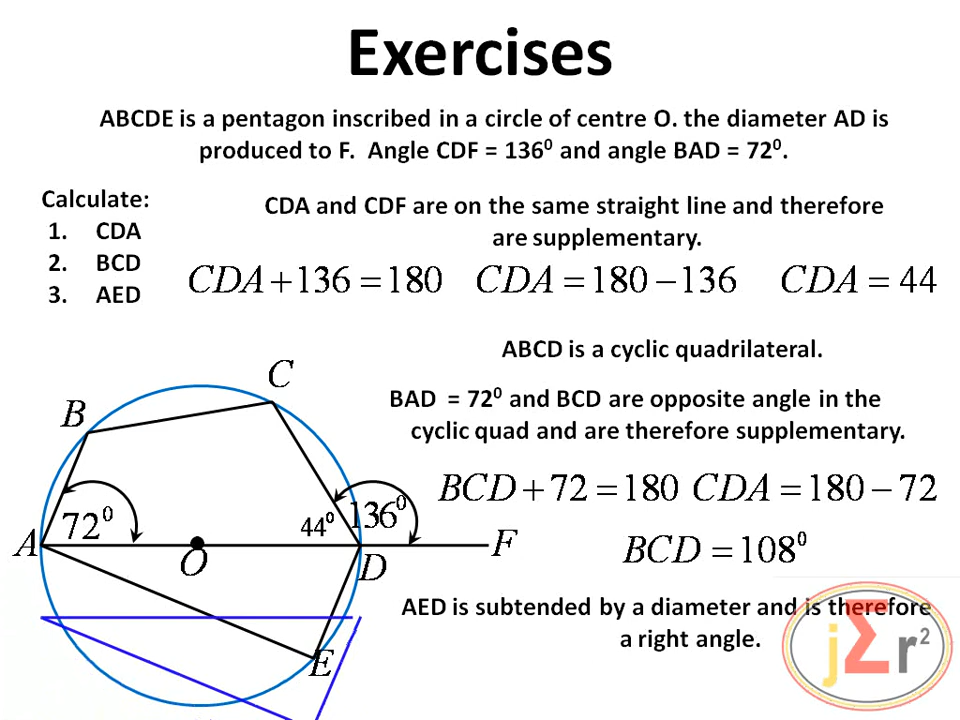 Exercises
ABCDE is a pentagon inscribed in a circle of centre O. the diameter AD is
produced to F. Angle CDF = 136⁰ and angle BAD = 72⁰.
Calculate:
1. CDA
2. BCD
3. AED
CDA and CDF are on the same straight line and therefore
are supplementary.
CDA + 136 = 180 CDA = 180 − 136 CDA = 44
ABCD is a cyclic quadrilateral.
BAD = 72⁰ and BCD are opposite angle in the
cyclic quad and are therefore supplementary.
BCD + 72 = 180 CDA = 180 − 72
BCD = 108⁰
AED is subtended by a diameter and is therefore
a right angle.
C
B
72⁰
44⁰
136⁰
A
O
D
F
E
jΣr²